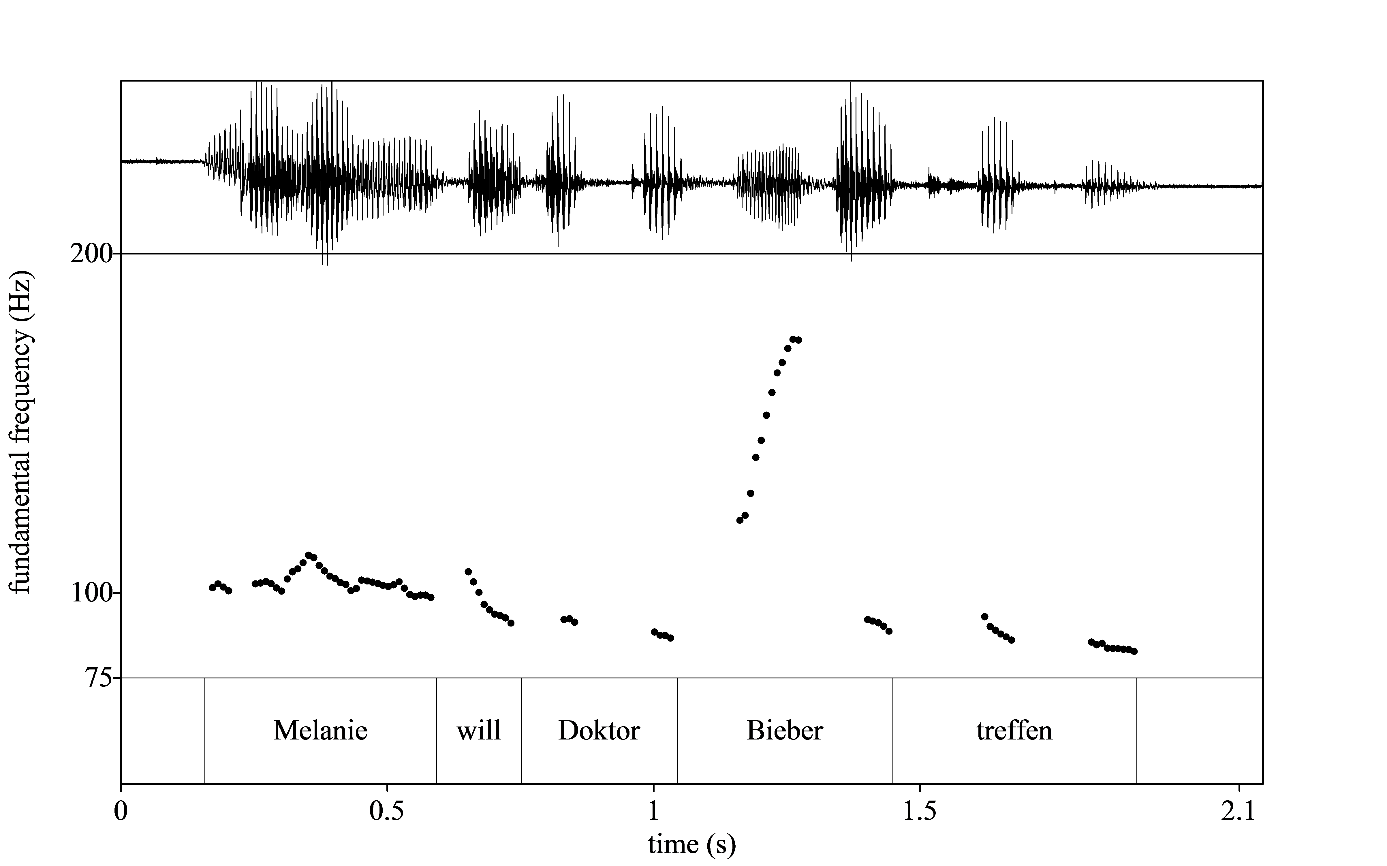 200
fundamental frequency (Hz)
100
75
Melanie will Doktor Bieber treffen
0 0.5 1 1.5 2.1
time (s)